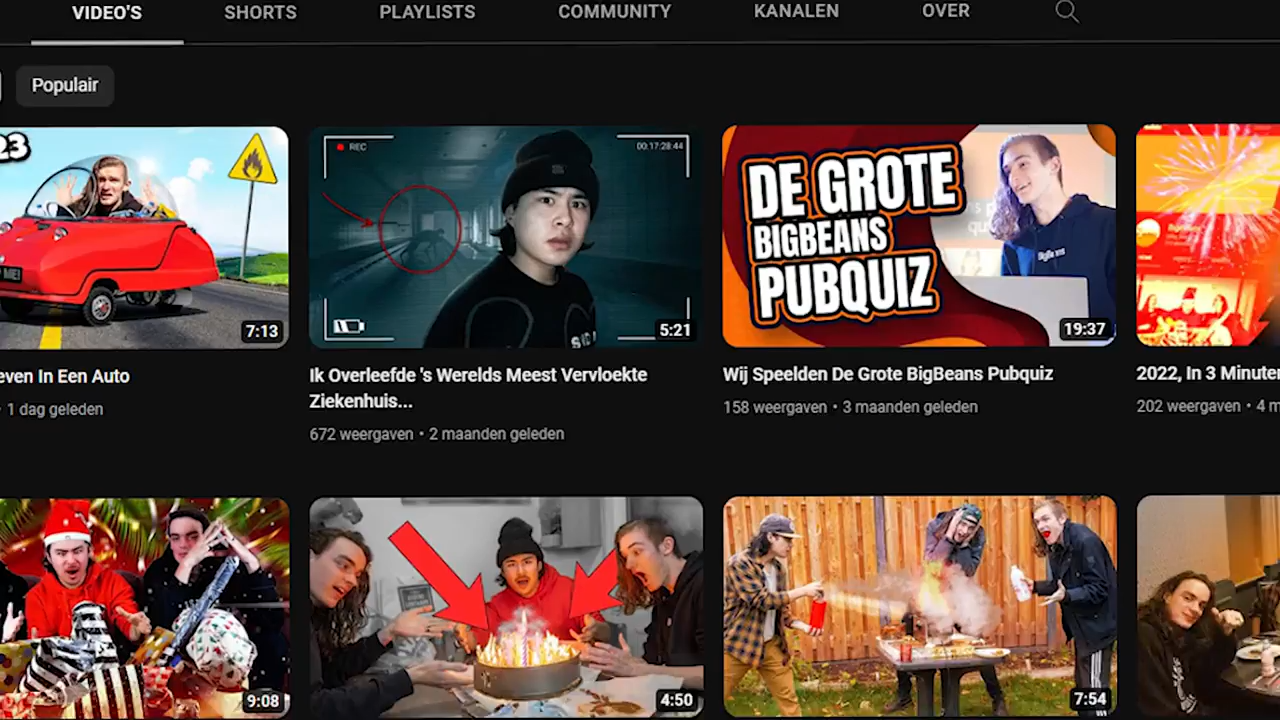 VIDEO'S SHORTS PLAYLISTS COMMUNITY KANALEN OVER
Populair
23
REC
00:17:28:44
DE GROTE
BIGBEANS
PUBQUIZ
BigBeans
7:13
5:21
19:37
even In Een Auto
1 dag geleden
Ik Overleefde 's Werelds Meest Vervloekte
Ziekenhuis...
672 weergaven • 2 maanden geleden
Wij Speelden De Grote BigBeans Pubquiz
158 weergaven • 3 maanden geleden
2022, In 3 Minuten
202 weergaven • 4 m
9:08
4:50
7:54